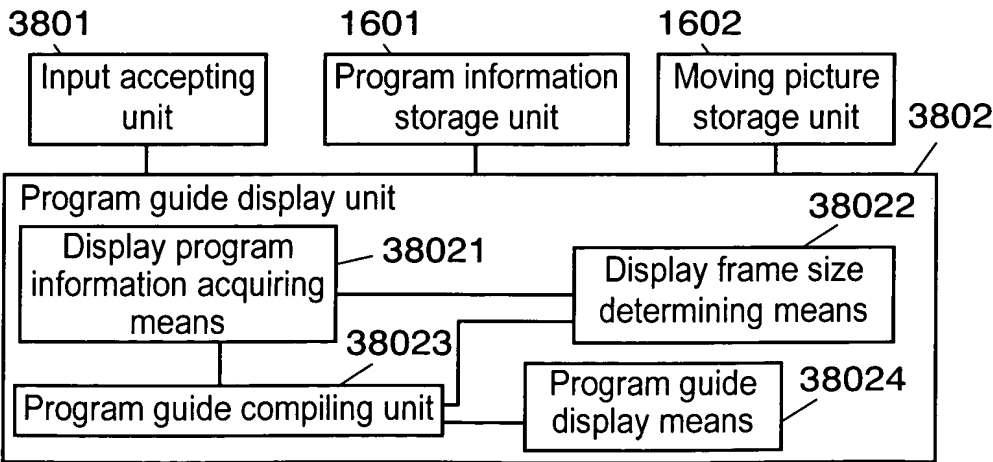 3801
1601
1602
Input accepting
unit
Program information
storage unit
Moving picture
storage unit
3802
Program guide display unit
38022
Display program
information acquiring
means
38021
Display frame size
determining means
38023
Program guide compiling unit
Program guide
display means
38024